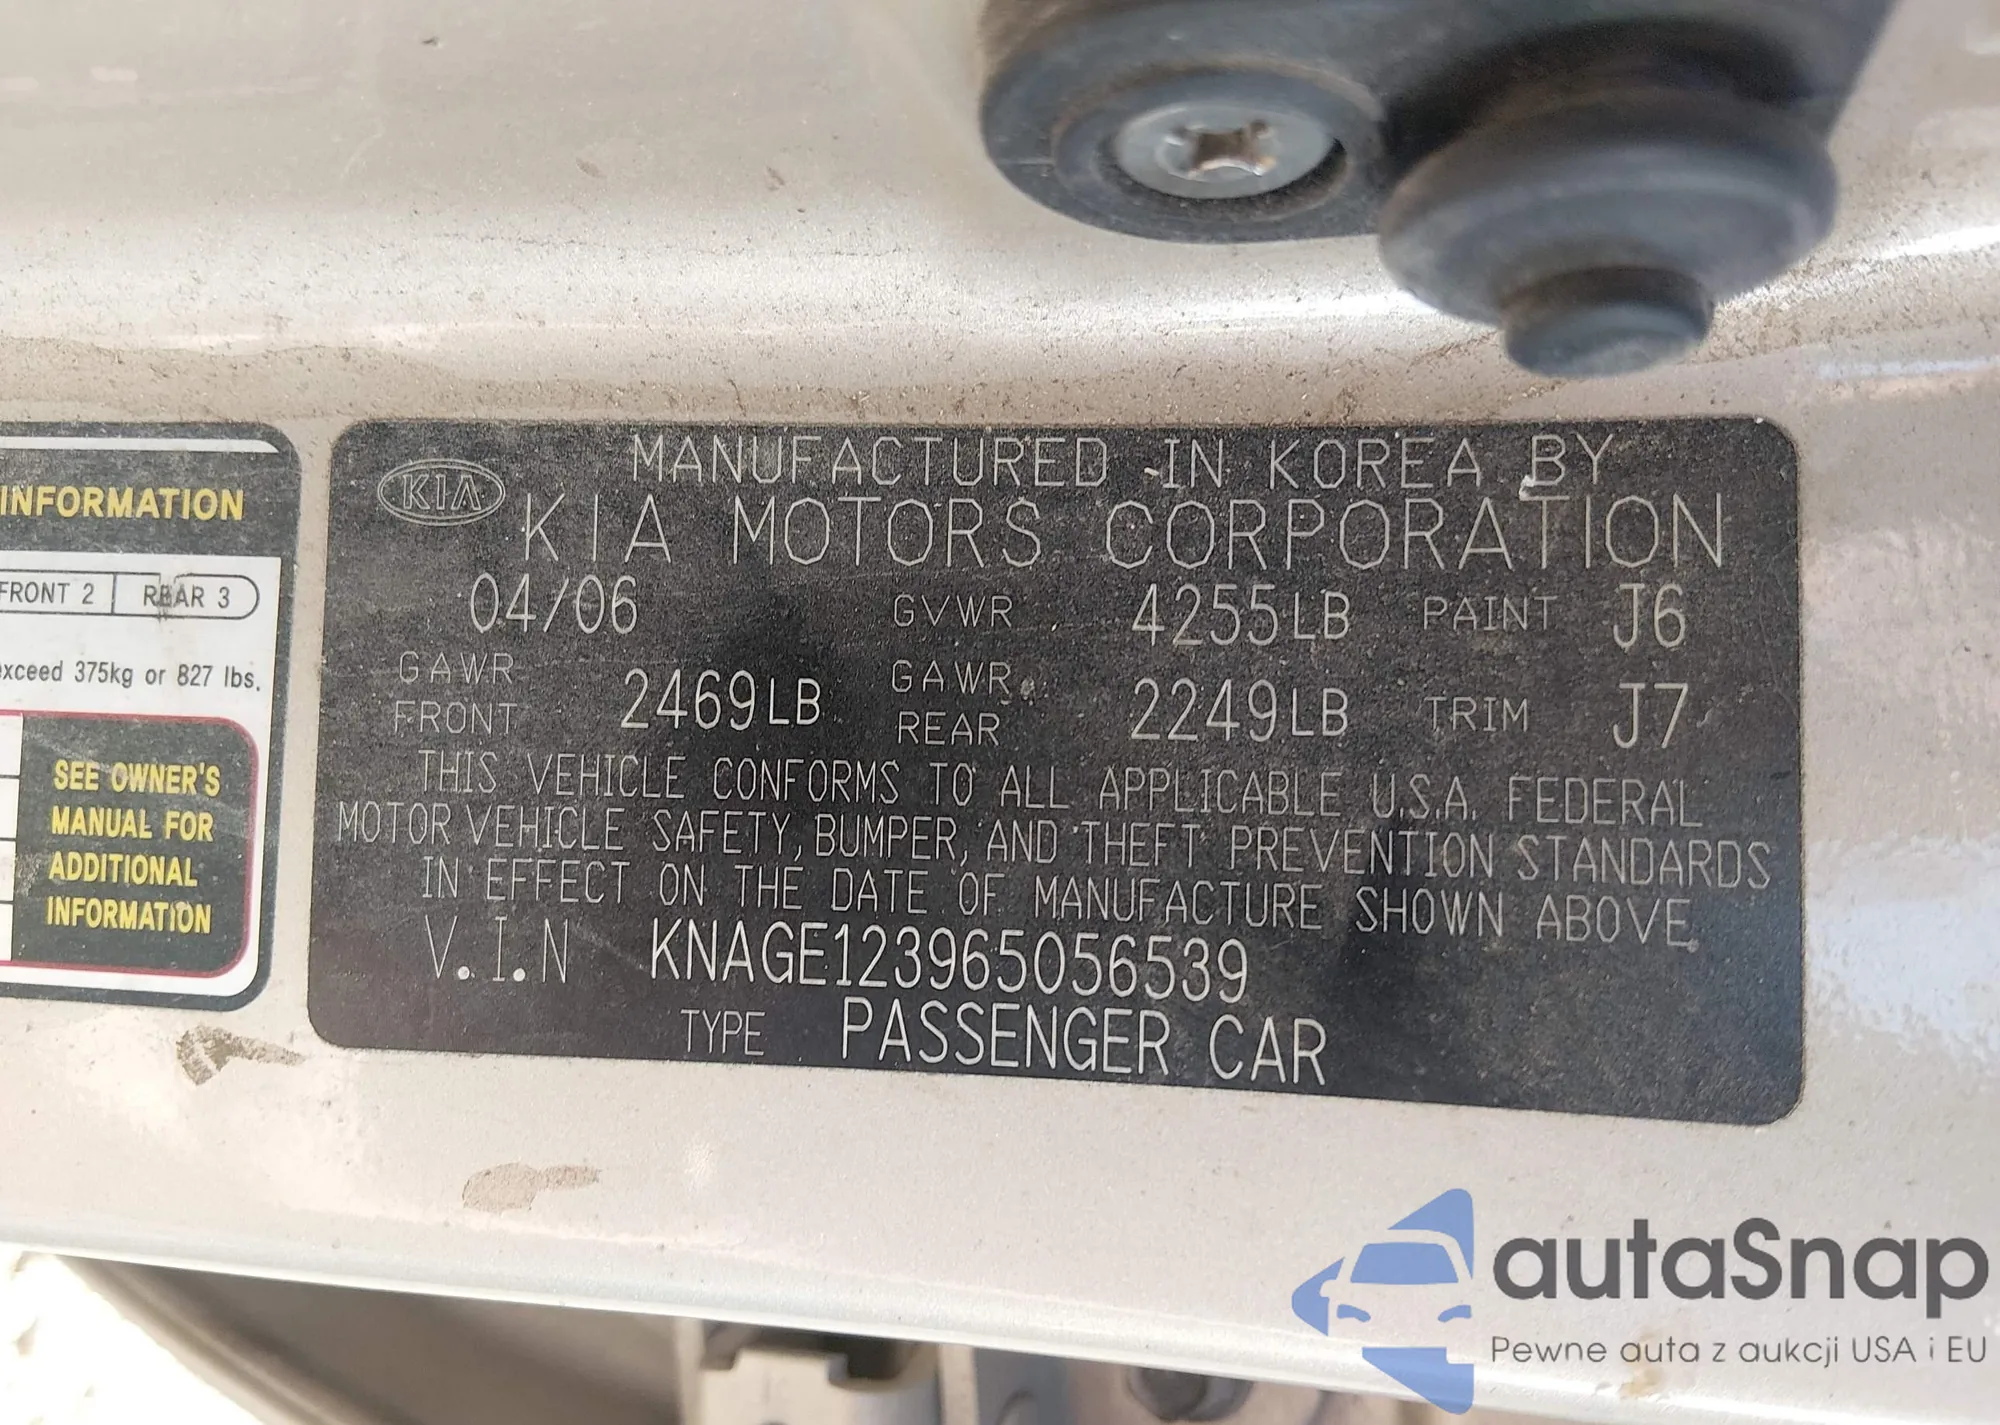 INFORMATION
FRONT 2 REAR 3
exceed 375kg or 827 lbs.
SEE OWNER'S
MANUAL FOR
ADDITIONAL
INFORMATION
KIA
MANUFACTURED IN KOREA BY
KIA MOTORS CORPORATION
04/06 GVWR 4255LB PAINT J6
GAWR FRONT 2469LB GAWR REAR 2249LB TRIM J7
THIS VEHICLE CONFORMS TO ALL APPLICABLE U.S.A. FEDERAL
MOTOR VEHICLE SAFETY, BUMPER, AND THEFT PREVENTION STANDARDS
IN EFFECT ON THE DATE OF MANUFACTURE SHOWN ABOVE.
V.I.N KNAGE123965056539
TYPE PASSENGER CAR
autaSnap
Pewne auta z aukcji USA i EU